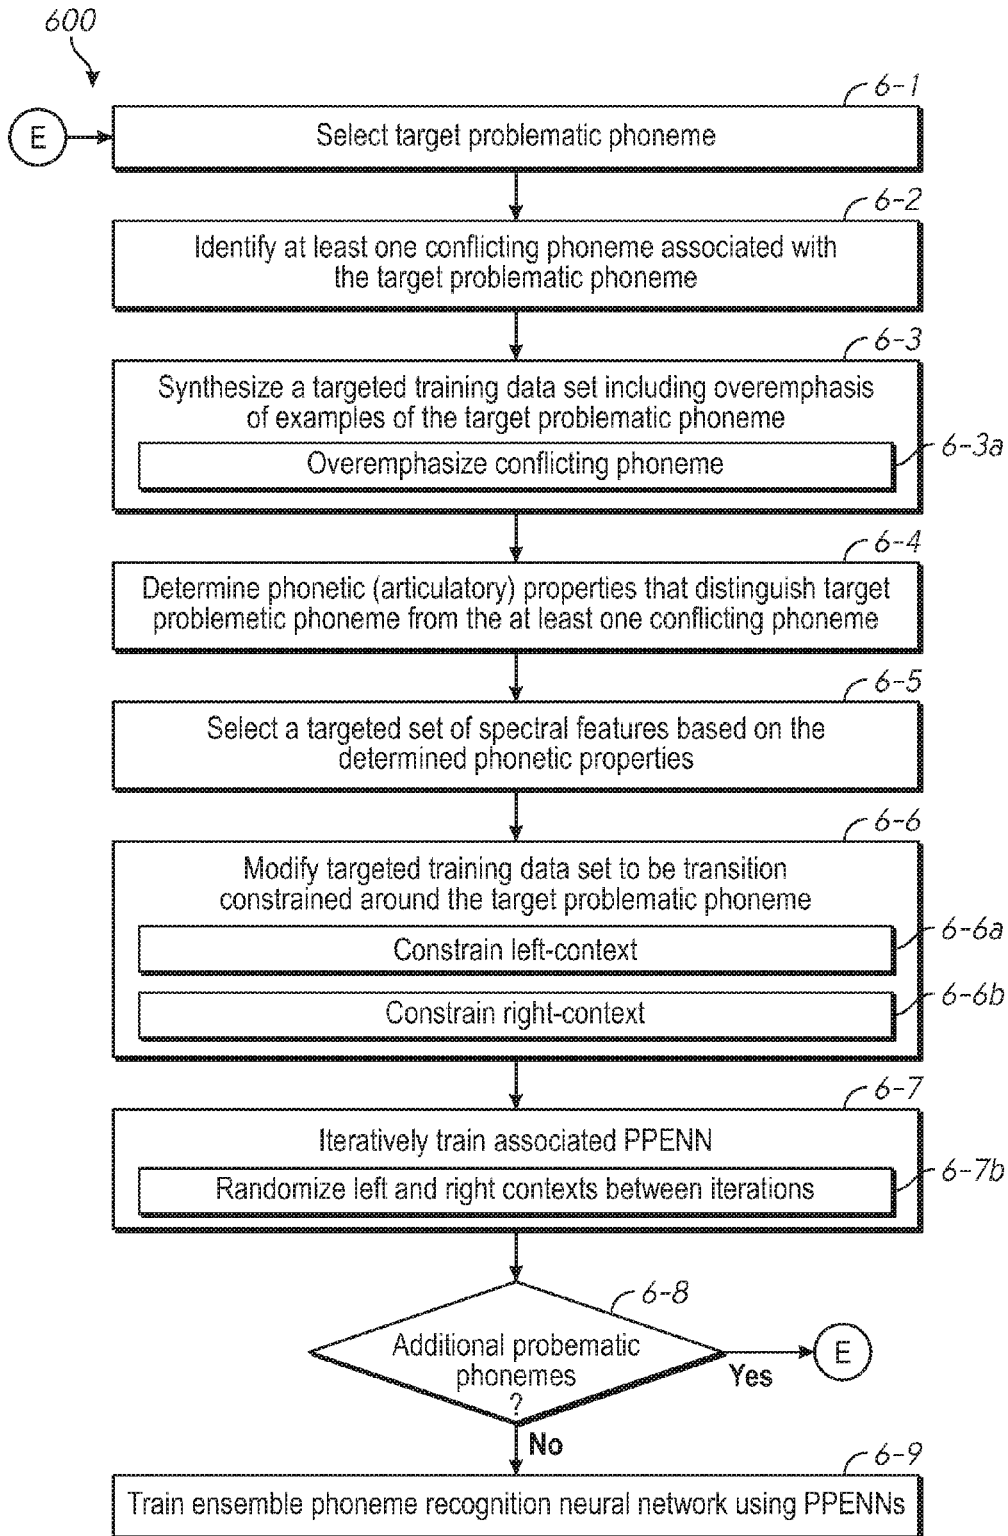 600
6-1
E
Select target problematic phoneme
6-2
Identify at least one conflicting phoneme associated with
the target problematic phoneme
6-3
Synthesize a targeted training data set including overemphasis
of examples of the target problematic phoneme
6-3a
Overemphasize conflicting phoneme
6-4
Determine phonetic (articulatory) properties that distinguish target
problemetic phoneme from the at least one conflicting phoneme
6-5
Select a targeted set of spectral features based on the
determined phonetic properties
6-6
Modify targeted training data set to be transition
constrained around the target problematic phoneme
6-6a
Constrain left-context
6-6b
Constrain right-context
6-7
Iteratively train associated PPENN
6-7b
Randomize left and right contexts between iterations
6-8
Additional probematic
phonemes
?
Yes
E
No
6-9
Train ensemble phoneme recognition neural network using PPENNs